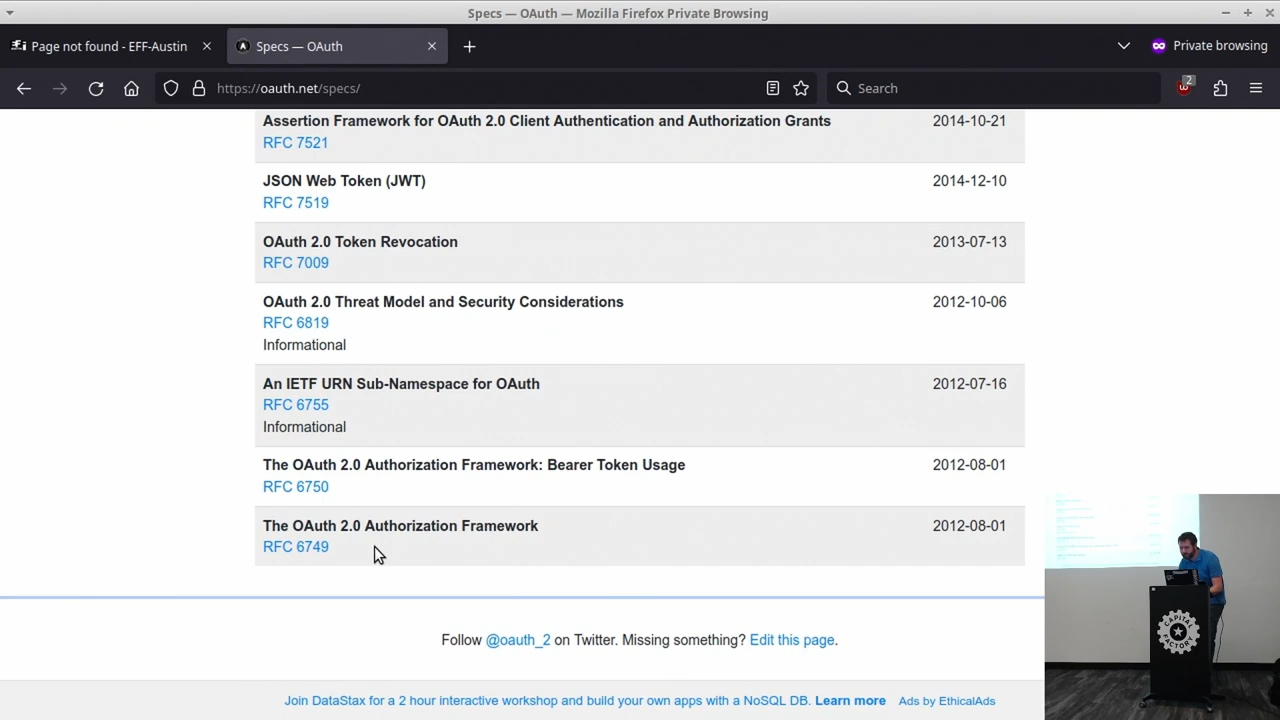 Specs — OAuth — Mozilla Firefox Private Browsing
Page not found - EFF-Austin
Specs — OAuth
Private browsing
https://oauth.net/specs/
Search
2
Assertion Framework for OAuth 2.0 Client Authentication and Authorization Grants 2014-10-21
RFC 7521
JSON Web Token (JWT) 2014-12-10
RFC 7519
OAuth 2.0 Token Revocation 2013-07-13
RFC 7009
OAuth 2.0 Threat Model and Security Considerations 2012-10-06
RFC 6819
Informational
An IETF URN Sub-Namespace for OAuth 2012-07-16
RFC 6755
Informational
The OAuth 2.0 Authorization Framework: Bearer Token Usage 2012-08-01
RFC 6750
The OAuth 2.0 Authorization Framework 2012-08-01
RFC 6749
Follow @oauth_2 on Twitter. Missing something? Edit this page.
Join DataStax for a 2 hour interactive workshop and build your own apps with a NoSQL DB. Learn more Ads by EthicalAds
CAPITAL
FACTORY